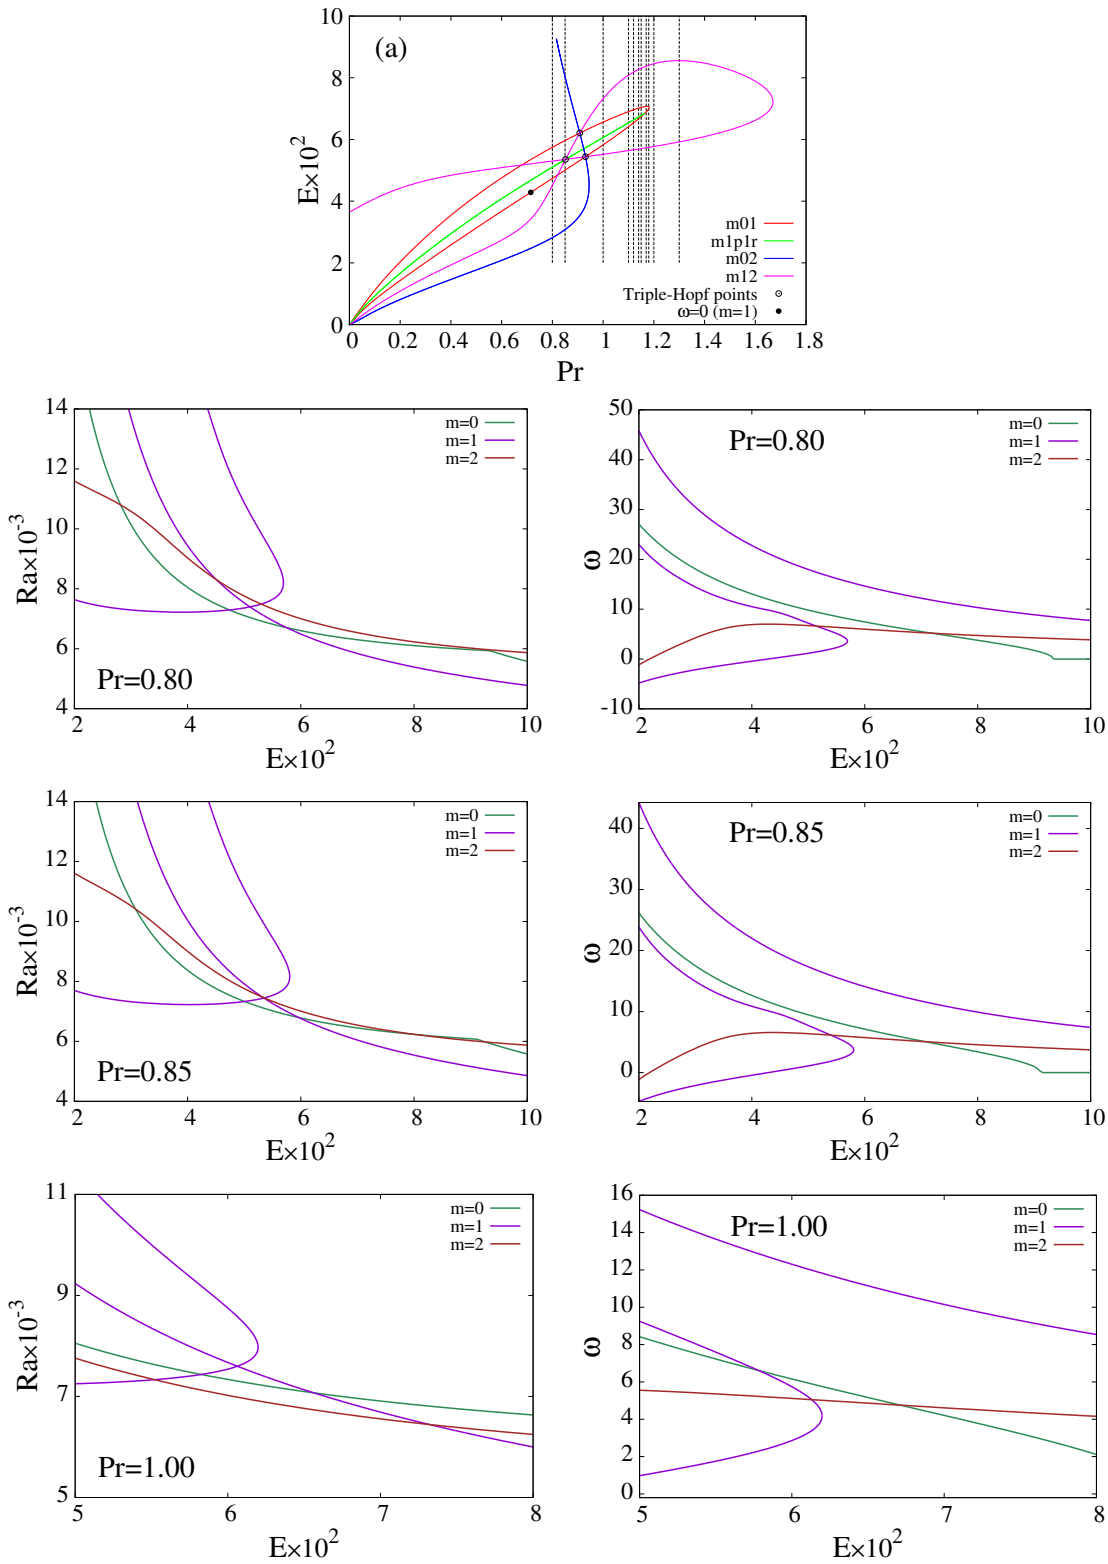 (a)
E×10²
10
8
6
4
2
0
m01
m1p1r
m02
m12
Triple-Hopf points
ω=0 (m=1)
0 0.2 0.4 0.6 0.8 1 1.2 1.4 1.6 1.8
Pr
Ra×10⁻³
14
12
10
8
6
4
m=0
m=1
m=2
Pr=0.80
2 4 6 8 10
E×10²
ω
50
40
30
20
10
0
-10
Pr=0.80
m=0
m=1
m=2
2 4 6 8 10
E×10²
Ra×10⁻³
14
12
10
8
6
4
m=0
m=1
m=2
Pr=0.85
2 4 6 8 10
E×10²
ω
40
30
20
10
0
Pr=0.85
m=0
m=1
m=2
2 4 6 8 10
E×10²
Ra×10⁻³
11
9
7
5
m=0
m=1
m=2
Pr=1.00
5 6 7 8
E×10²
ω
16
14
12
10
8
6
4
2
0
Pr=1.00
m=0
m=1
m=2
5 6 7 8
E×10²